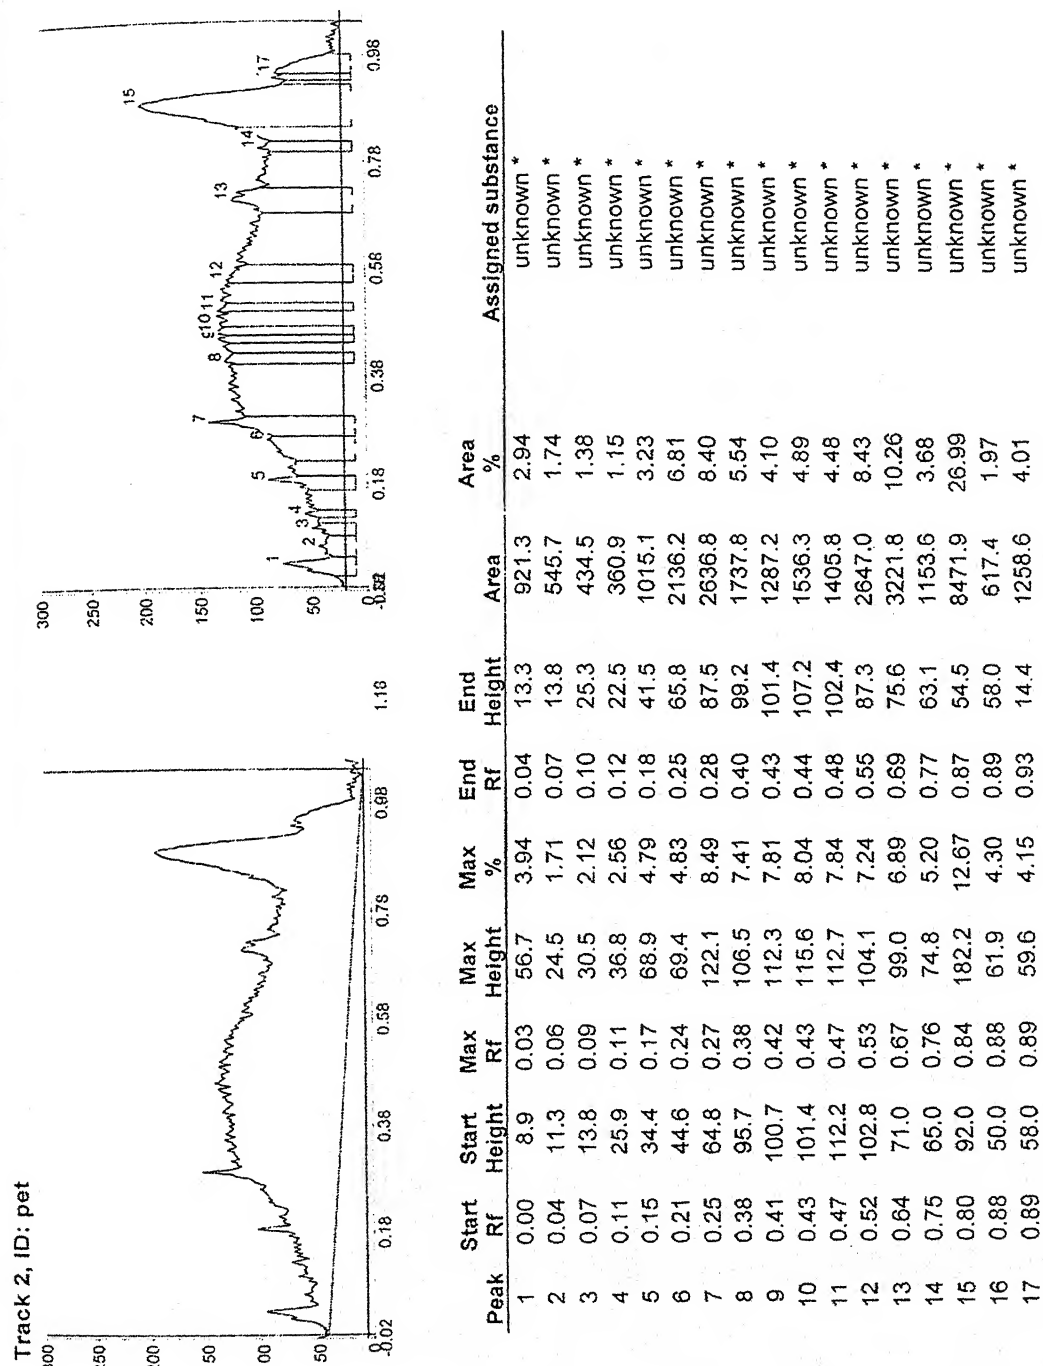 Track 2, ID: pet
300
250
200
150
100
50
0
-0.02
0.18
0.38
0.58
0.78
0.98
1.18
1
2
3
4
5
6
7
8
9
10
11
12
13
14
15
17
50
-0.02
0.18
0.38
0.58
0.78
0.98
Peak Start Rf Start Height Max Rf Max Height Max % End Rf End Height Area Area % Assigned substance
1 0.00 8.9 0.03 56.7 3.94 0.04 13.3 921.3 2.94 unknown *
2 0.04 11.3 0.06 24.5 1.71 0.07 13.8 545.7 1.74 unknown *
3 0.07 13.8 0.09 30.5 2.12 0.10 25.3 434.5 1.38 unknown *
4 0.11 25.9 0.11 36.8 2.56 0.12 22.5 360.9 1.15 unknown *
5 0.15 34.4 0.17 68.9 4.79 0.18 41.5 1015.1 3.23 unknown *
6 0.21 44.6 0.24 69.4 4.83 0.25 65.8 2136.2 6.81 unknown *
7 0.25 64.8 0.27 122.1 8.49 0.28 87.5 2636.8 8.40 unknown *
8 0.38 95.7 0.38 106.5 7.41 0.40 99.2 1737.8 5.54 unknown *
9 0.41 100.7 0.42 112.3 7.81 0.43 101.4 1287.2 4.10 unknown *
10 0.43 101.4 0.43 115.6 8.04 0.44 107.2 1536.3 4.89 unknown *
11 0.47 112.2 0.47 112.7 7.84 0.48 102.4 1405.8 4.48 unknown *
12 0.52 102.8 0.53 104.1 7.24 0.55 87.3 2647.0 8.43 unknown *
13 0.64 71.0 0.67 99.0 6.89 0.69 75.6 3221.8 10.26 unknown *
14 0.75 65.0 0.76 74.8 5.20 0.77 63.1 1153.6 3.68 unknown *
15 0.80 92.0 0.84 182.2 12.67 0.87 54.5 8471.9 26.99 unknown *
16 0.88 50.0 0.88 61.9 4.30 0.89 58.0 617.4 1.97 unknown *
17 0.89 58.0 0.89 59.6 4.15 0.93 14.4 1258.6 4.01 unknown *